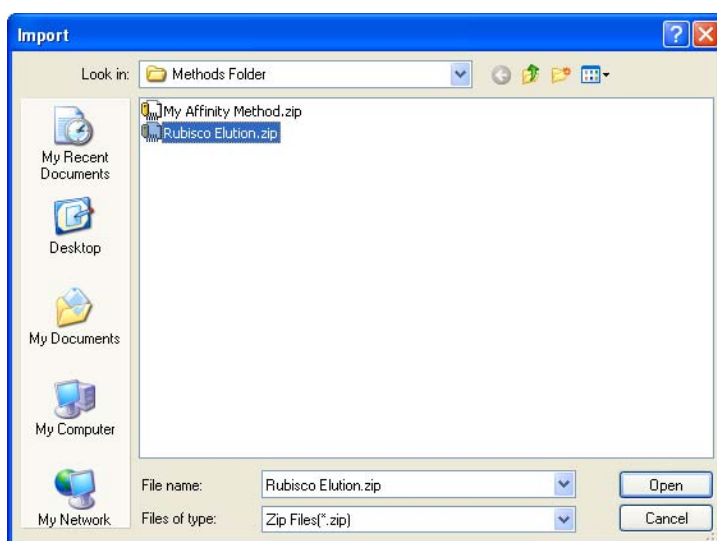 Import
Look in: Methods Folder
My Affinity Method.zip
Rubisco Elution.zip
My Recent
Documents
Desktop
My Documents
My Computer
My Network
File name: Rubisco Elution.zip Open
Files of type: Zip Files(*.zip) Cancel